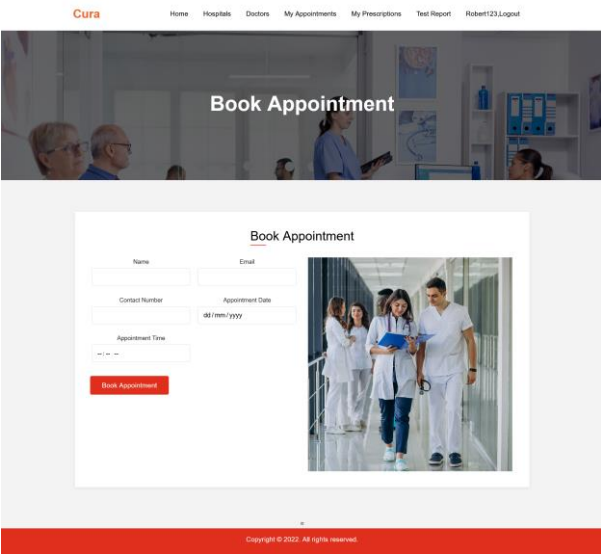 Cura
Home Hospitals Doctors My Appointments My Prescriptions Test Report Robert123,Logout
Book Appointment
Book Appointment
Name Email
Contact Number Appointment Date
dd/mm/yyyy
Appointment Time
--:-- --
Book Appointment
Copyright © 2022. All rights reserved.